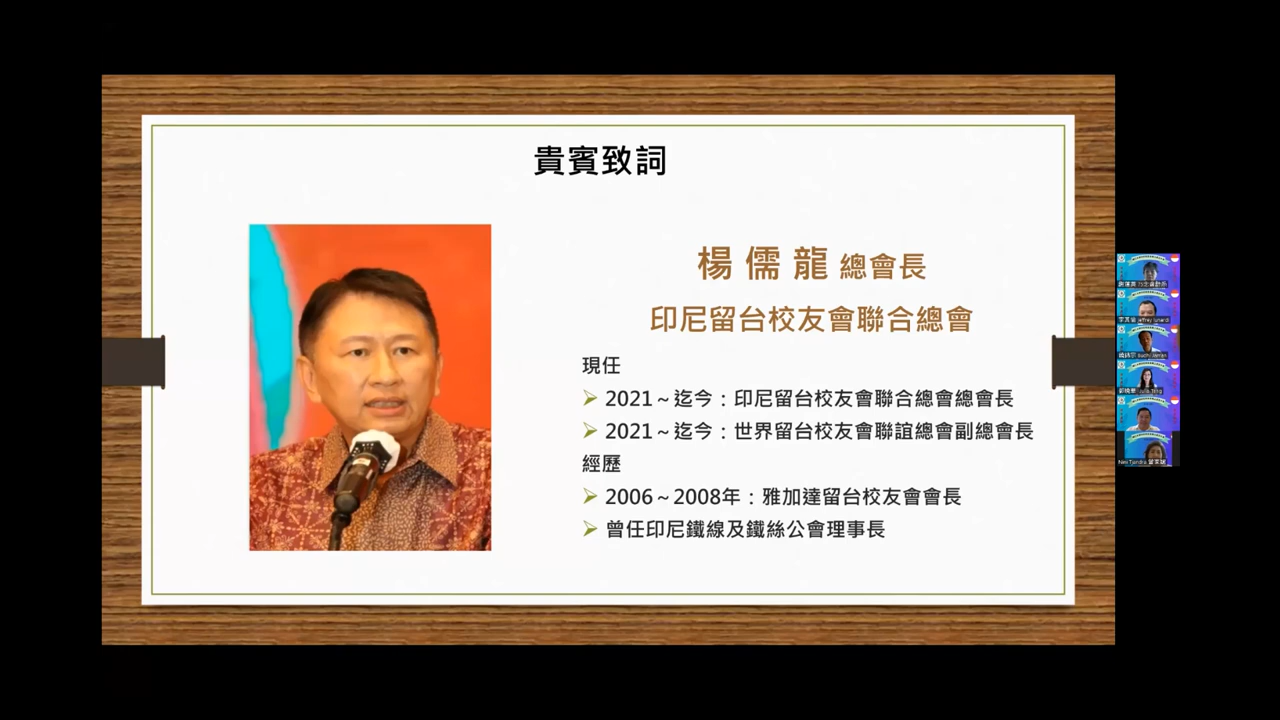 貴賓致詞
楊儒龍 總會長
印尼留台校友會聯合總會
現任
➢ 2021～迄今：印尼留台校友會聯合總會總會長
➢ 2021～迄今：世界留台校友會聯誼總會副總會長
經歷
➢ 2006～2008年：雅加達留台校友會會長
➢ 曾任印尼鐵線及鐵絲公會理事長